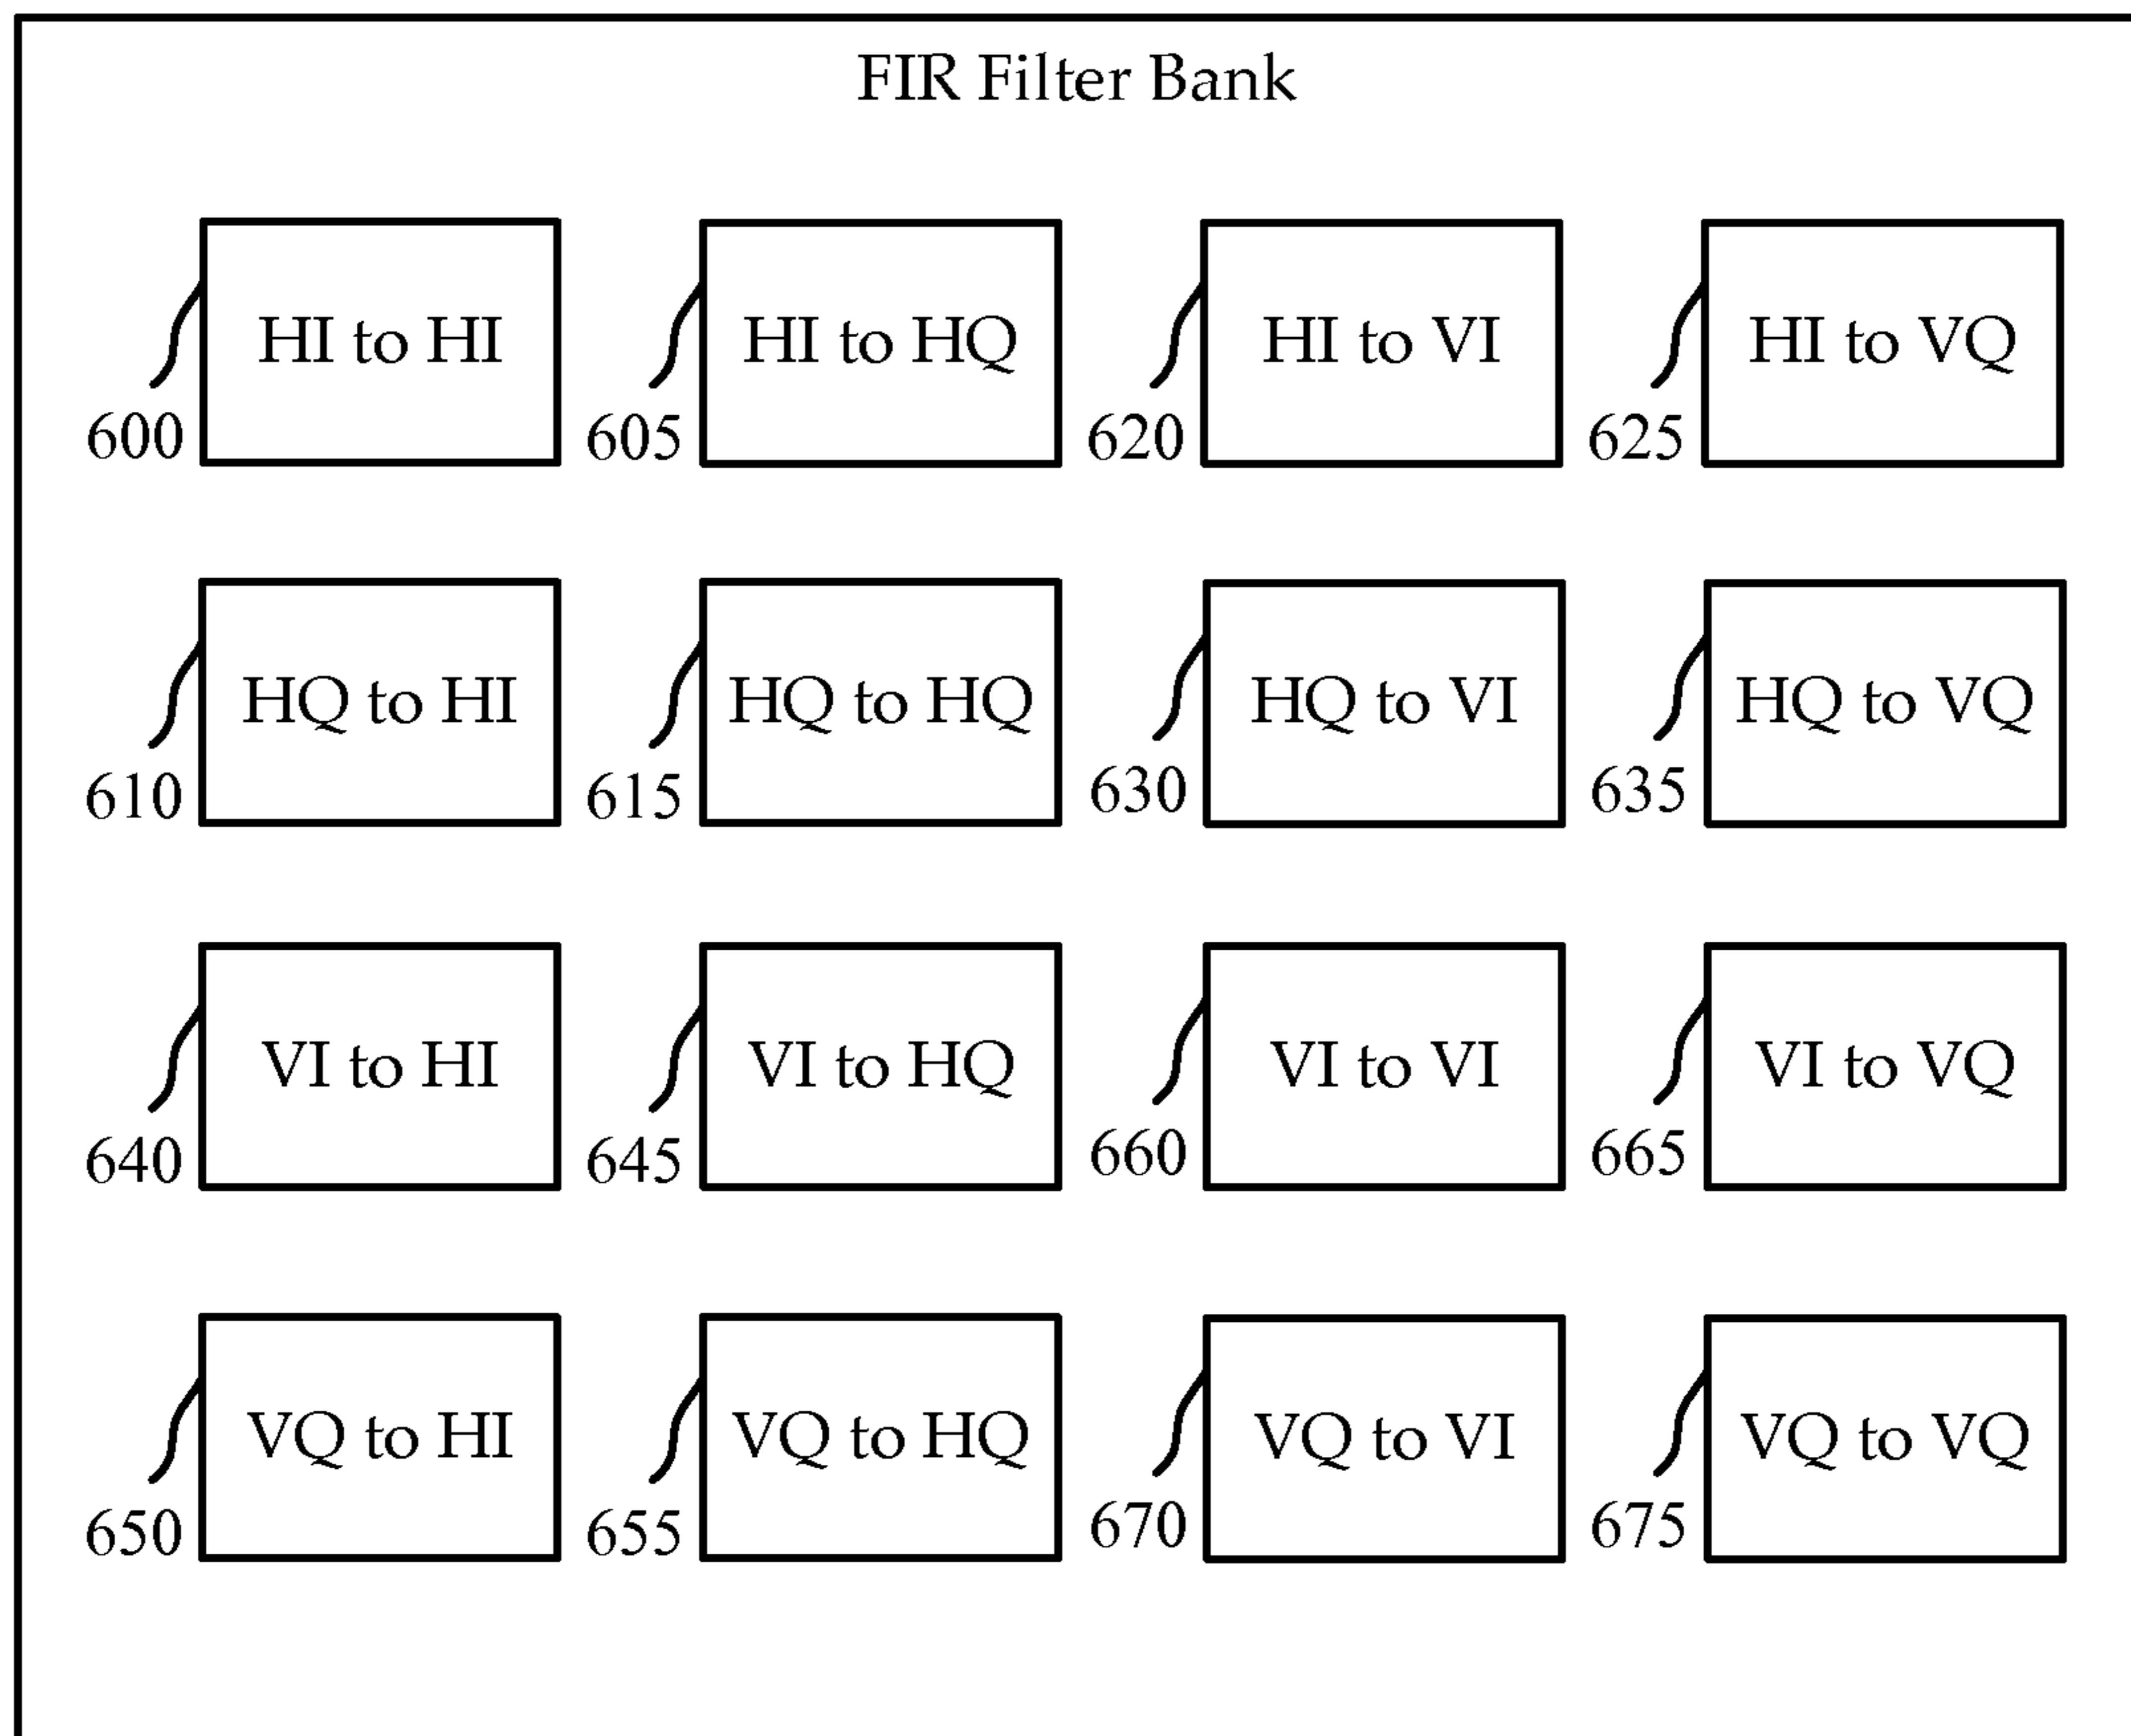 FIR Filter Bank
HI to HI
HI to HQ
HI to VI
HI to VQ
600
605
620
625
HQ to HI
HQ to HQ
HQ to VI
HQ to VQ
610
615
630
635
VI to HI
VI to HQ
VI to VI
VI to VQ
640
645
660
665
VQ to HI
VQ to HQ
VQ to VI
VQ to VQ
650
655
670
675